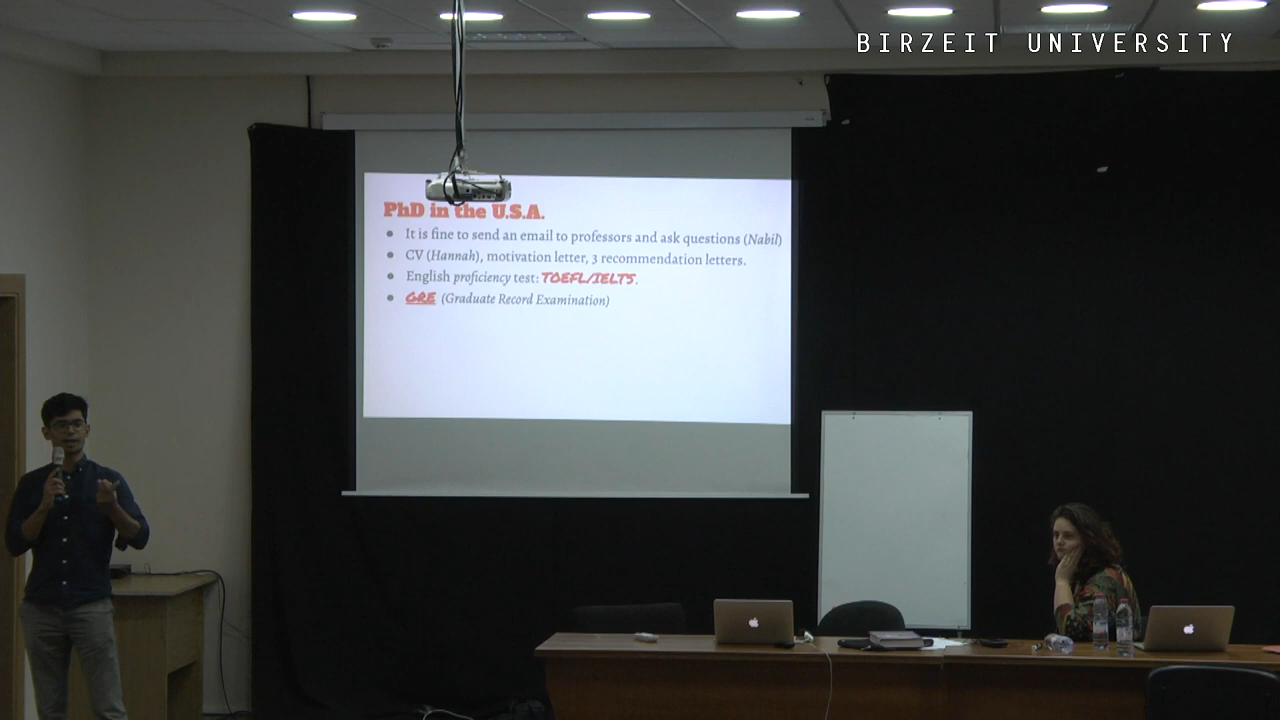 BIRZEIT UNIVERSITY
PhD in the U.S.A.
It is fine to send an email to professors and ask questions (Nabil)
CV (Hannah), motivation letter, 3 recommendation letters.
English proficiency test: TOEFL/IELTS.
GRE (Graduate Record Examination)